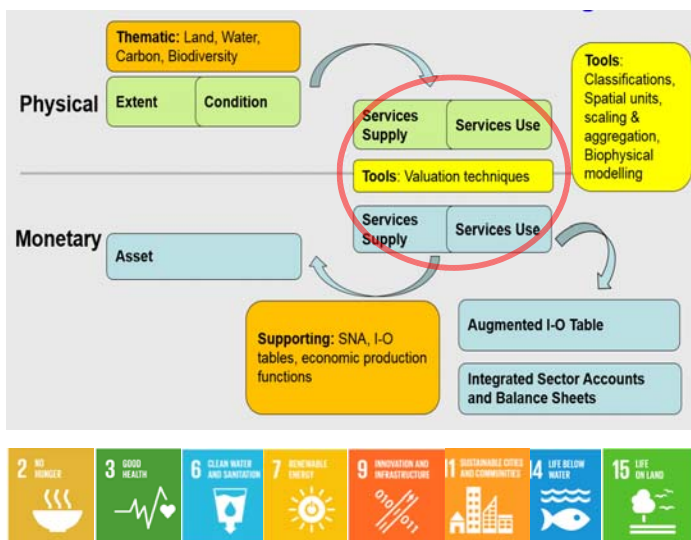 Thematic: Land, Water,
Carbon, Biodiversity
Physical
Extent
Condition
Services
Supply
Services Use
Tools:
Classifications,
Spatial units,
scaling &
aggregation,
Biophysical
modelling
Tools: Valuation techniques
Monetary
Services
Supply
Services Use
Asset
Supporting: SNA, I-O
tables, economic production
functions
Augmented I-O Table
Integrated Sector Accounts
and Balance Sheets
2 NO
HUNGER
3 GOOD
HEALTH
6 CLEAN WATER
AND SANITATION
7 RENEWABLE
ENERGY
9 INNOVATION AND
INFRASTRUCTURE
010
011
11 SUSTAINABLE CITIES
AND COMMUNITIES
14 LIFE BELOW
WATER
15 LIFE
ON LAND